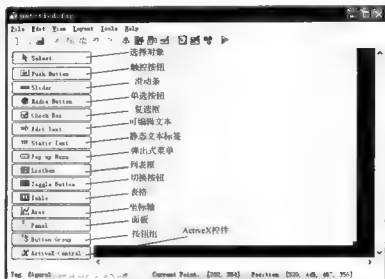 untitled.fig
File Edit View Layout Tools Help
Select 选择对象
Push Button 触控按钮
Slider 滑动条
Radio Button 单选按钮
Check Box 复选框
Edit Text 可编辑文本
Static Text 静态文本标签
Pop-up Menu 弹出式菜单
Listbox 列表框
Toggle Button 切换按钮
Table 表格
Axes 坐标轴
Panel 面板
Button Group 按钮组
ActiveX Control ActiveX控件
Tag: figure1 Current Point: Position: